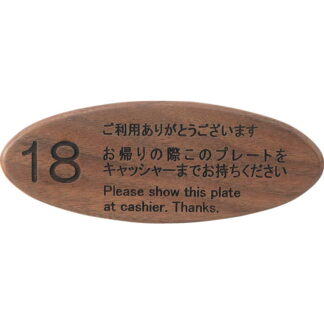 18
ご利用ありがとうございます
お帰りの際このプレートを
キャッシャーまでお持ちください
Please show this plate
at cashier. Thanks.